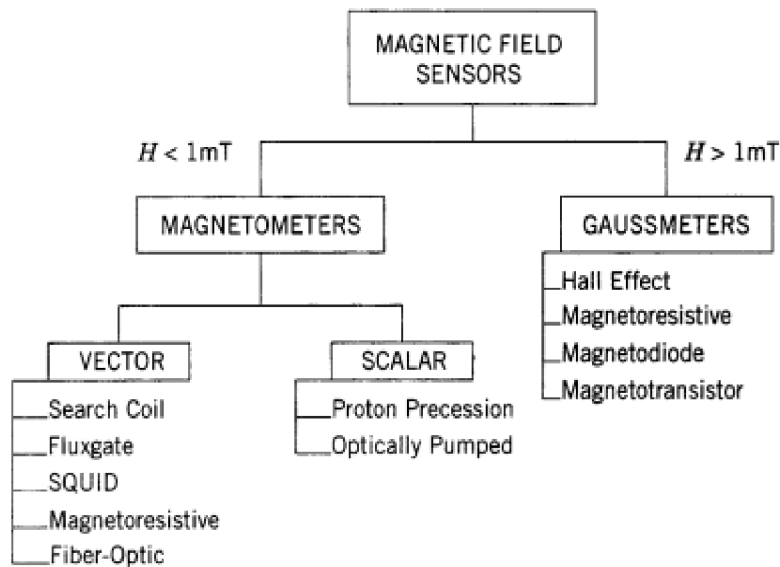 MAGNETIC FIELD
SENSORS
H < 1mT
H > 1mT
MAGNETOMETERS
GAUSSMETERS
Hall Effect
Magnetoresistive
Magnetodiode
Magnetotransistor
VECTOR
SCALAR
Search Coil
Fluxgate
SQUID
Magnetoresistive
Fiber-Optic
Proton Precession
Optically Pumped